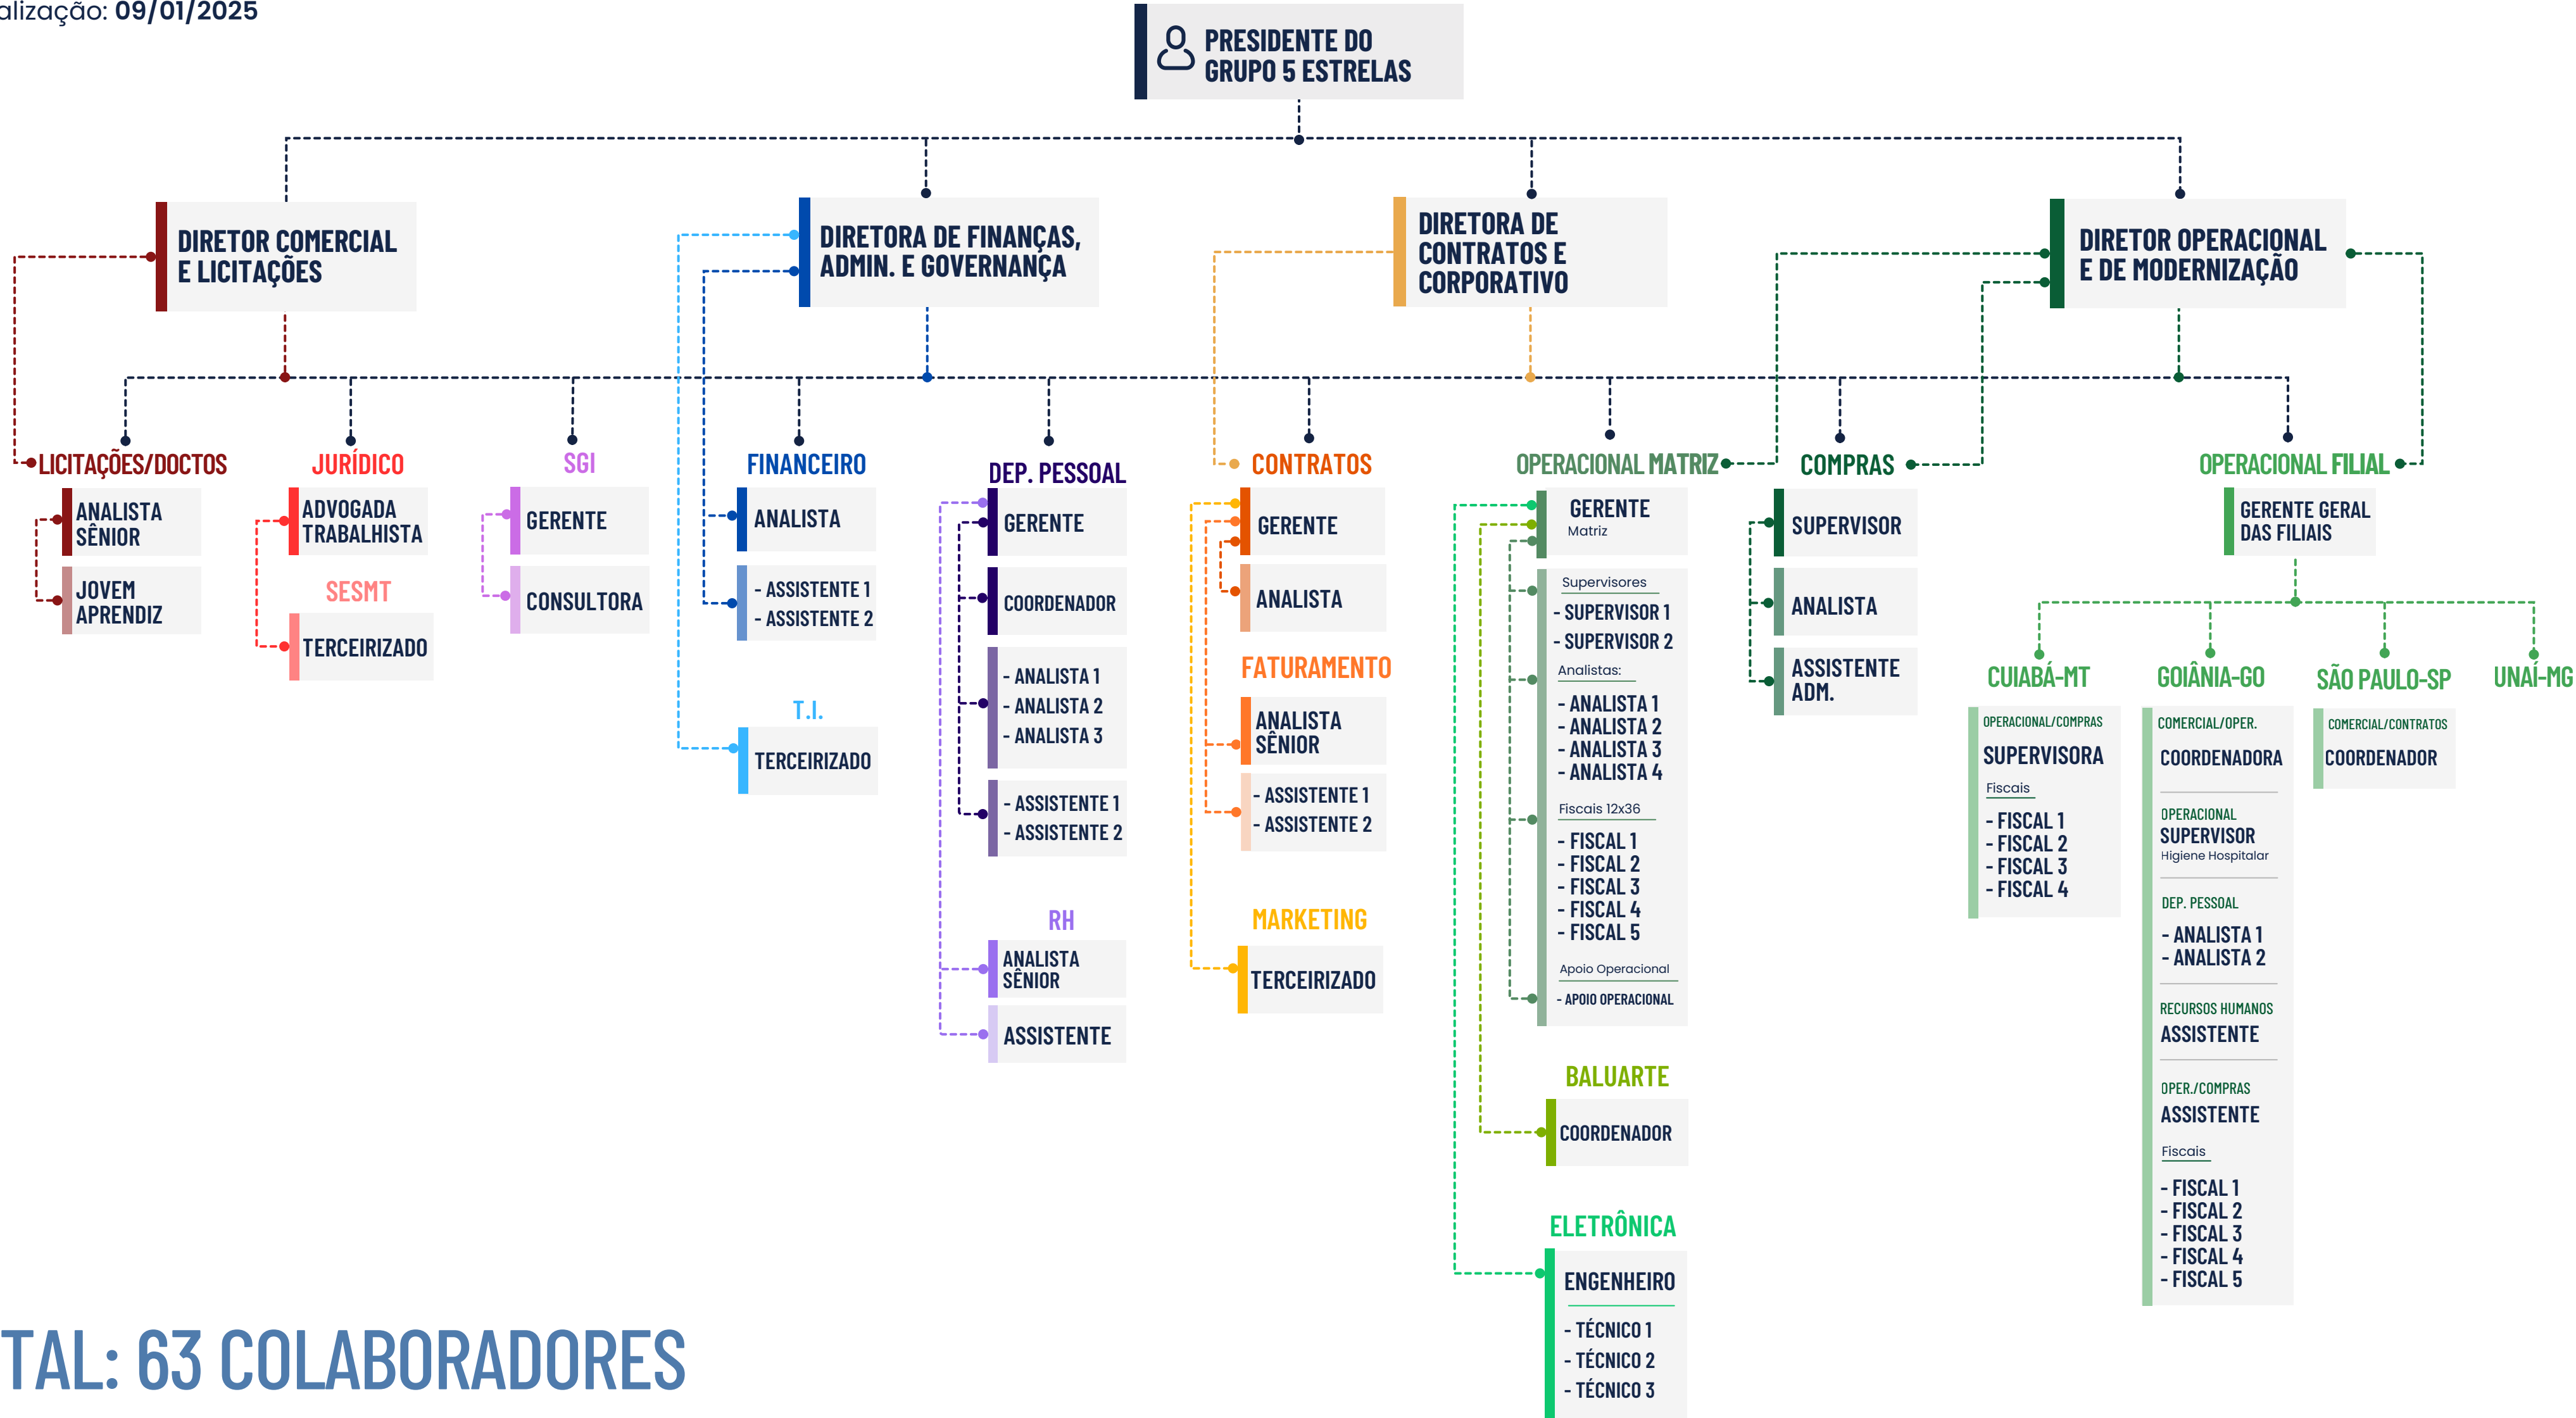 alização: 09/01/2025
PRESIDENTE DO
GRUPO 5 ESTRELAS
DIRETOR COMERCIAL
E LICITAÇÕES
DIRETORA DE FINANÇAS,
ADMIN. E GOVERNANÇA
DIRETORA DE
CONTRATOS E
CORPORATIVO
DIRETOR OPERACIONAL
E DE MODERNIZAÇÃO
LICITAÇÕES/DOCTOS
ANALISTA
SÊNIOR
JOVEM
APRENDIZ
JURÍDICO
ADVOGADA
TRABALHISTA
SESMT
TERCEIRIZADO
SGI
GERENTE
CONSULTORA
FINANCEIRO
ANALISTA
- ASSISTENTE 1
- ASSISTENTE 2
T.I.
TERCEIRIZADO
DEP. PESSOAL
GERENTE
COORDENADOR
- ANALISTA 1
- ANALISTA 2
- ANALISTA 3
- ASSISTENTE 1
- ASSISTENTE 2
RH
ANALISTA
SÊNIOR
ASSISTENTE
CONTRATOS
GERENTE
ANALISTA
FATURAMENTO
ANALISTA
SÊNIOR
- ASSISTENTE 1
- ASSISTENTE 2
MARKETING
TERCEIRIZADO
OPERACIONAL MATRIZ
GERENTE
Matriz
Supervisores
- SUPERVISOR 1
- SUPERVISOR 2
Analistas:
- ANALISTA 1
- ANALISTA 2
- ANALISTA 3
- ANALISTA 4
Fiscais 12x36
- FISCAL 1
- FISCAL 2
- FISCAL 3
- FISCAL 4
- FISCAL 5
Apoio Operacional
- APOIO OPERACIONAL
BALUARTE
COORDENADOR
ELETRÔNICA
ENGENHEIRO
- TÉCNICO 1
- TÉCNICO 2
- TÉCNICO 3
COMPRAS
SUPERVISOR
ANALISTA
ASSISTENTE
ADM.
OPERACIONAL FILIAL
GERENTE GERAL
DAS FILIAIS
CUIABÁ-MT
OPERACIONAL/COMPRAS
SUPERVISORA
Fiscais
- FISCAL 1
- FISCAL 2
- FISCAL 3
- FISCAL 4
GOIÂNIA-GO
COMERCIAL/OPER.
COORDENADORA
OPERACIONAL
SUPERVISOR
Higiene Hospitalar
DEP. PESSOAL
- ANALISTA 1
- ANALISTA 2
RECURSOS HUMANOS
ASSISTENTE
OPER./COMPRAS
ASSISTENTE
Fiscais
- FISCAL 1
- FISCAL 2
- FISCAL 3
- FISCAL 4
- FISCAL 5
SÃO PAULO-SP
COMERCIAL/CONTRATOS
COORDENADOR
UNAÍ-MG
TAL: 63 COLABORADORES